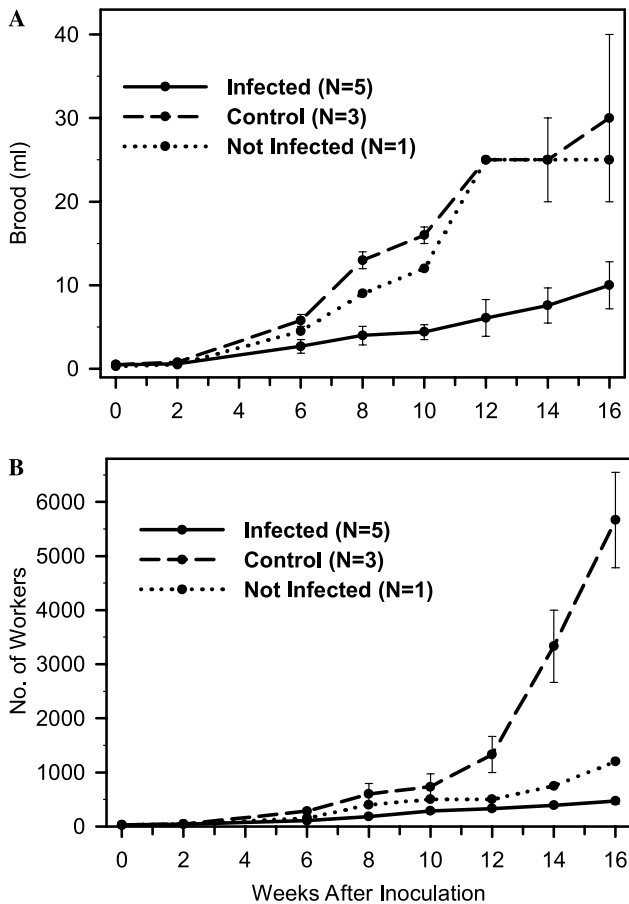 A
40
30
20
10
0
Brood (ml)
Infected (N=5)
Control (N=3)
Not Infected (N=1)
0 2 4 6 8 10 12 14 16
B
6000
5000
4000
3000
2000
1000
0
No. of Workers
Infected (N=5)
Control (N=3)
Not Infected (N=1)
0 2 4 6 8 10 12 14 16
Weeks After Inoculation